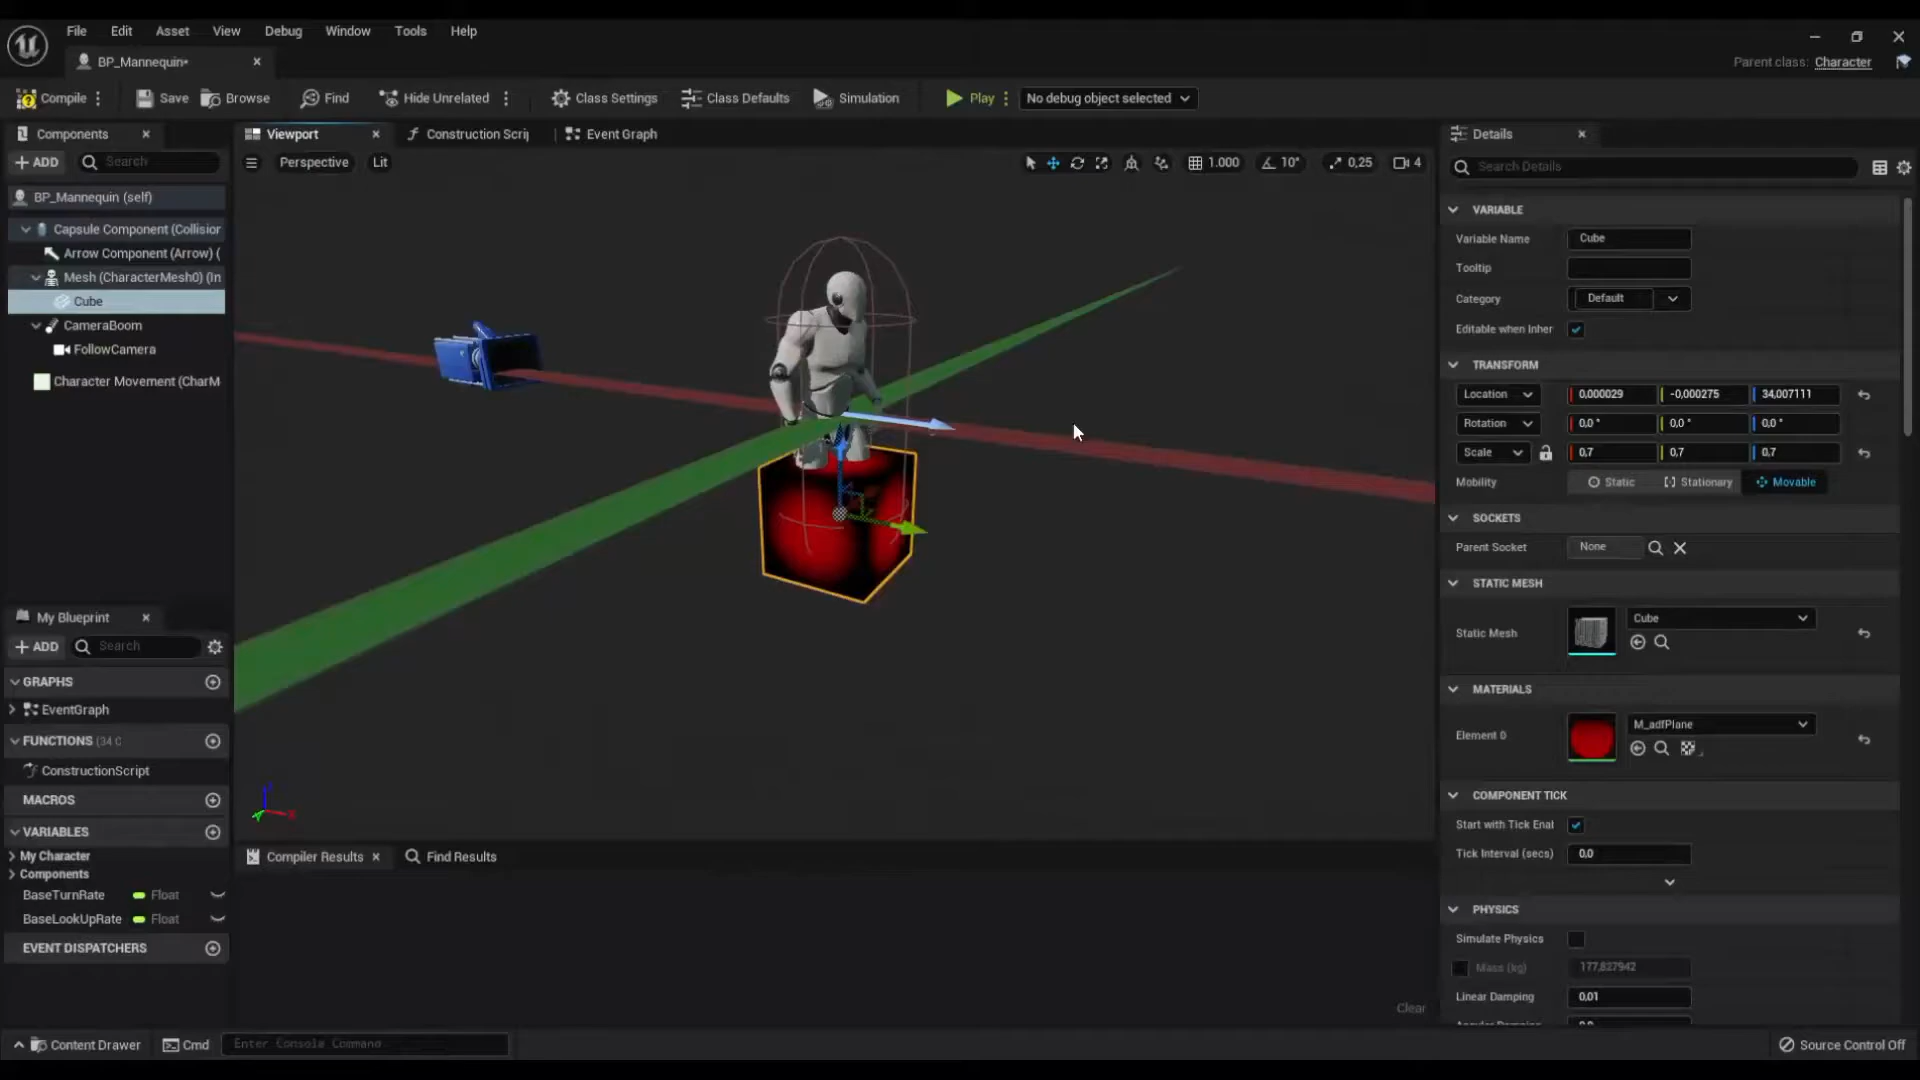 File Edit Asset View Debug Window Tools Help
BP_Mannequin*
Parent class: Character
Compile Save Browse Find Hide Unrelated Class Settings Class Defaults Simulation Play No debug object selected
Components Viewport Construction Scrip Event Graph Details
+ ADD Search Perspective Lit 1.000 10° 0,25 4 Search Details
BP_Mannequin (self)
Capsule Component (Collision
Arrow Component (Arrow) (
Mesh (CharacterMesh0) (In
Cube
CameraBoom
FollowCamera
Character Movement (CharM
My Blueprint
+ ADD Search
GRAPHS
EventGraph
FUNCTIONS
ConstructionScript
MACROS
VARIABLES
My Character
Components
BaseTurnRate Float
BaseLookUpRate Float
EVENT DISPATCHERS
Compiler Results Find Results
Clear
VARIABLE
Variable Name Cube
Tooltip
Category Default
Editable when Inher
TRANSFORM
Location 0,000029 -0,000275 34,007111
Rotation 0,0 ° 0,0 ° 0,0 °
Scale 0,7 0,7 0,7
Mobility Static Stationary Movable
SOCKETS
Parent Socket None
STATIC MESH
Static Mesh Cube
MATERIALS
Element 0 M_adfPlane
COMPONENT TICK
Start with Tick Enal
Tick Interval (secs) 0,0
PHYSICS
Simulate Physics
Mass (kg) 177,827942
Linear Damping 0,01
Content Drawer Cmd Enter Console Command Source Control Off